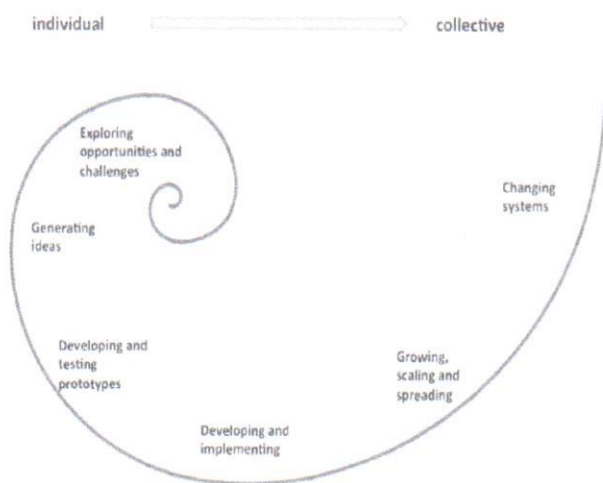 individual
collective
Exploring
opportunities and
challenges
Generating
ideas
Developing and
testing
prototypes
Developing and
implementing
Growing,
scaling and
spreading
Changing
systems